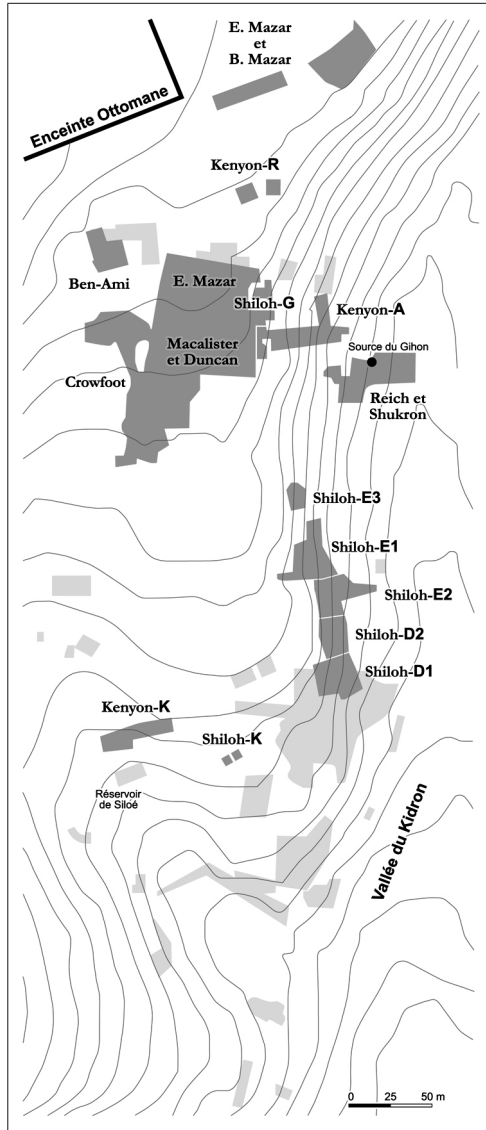 E. Mazar
et
B. Mazar
Enceinte Ottomane
Kenyon-R
Ben-Ami
E. Mazar
Shiloh-G
Kenyon-A
Macalister
et Duncan
Source du Gihon
Crowfoot
Reich et
Shukron
Shiloh-E3
Shiloh-E1
Shiloh-E2
Shiloh-D2
Shiloh-D1
Kenyon-K
Shiloh-K
Réservoir
de Siloé
Vallée du Kidron
0 25 50 m